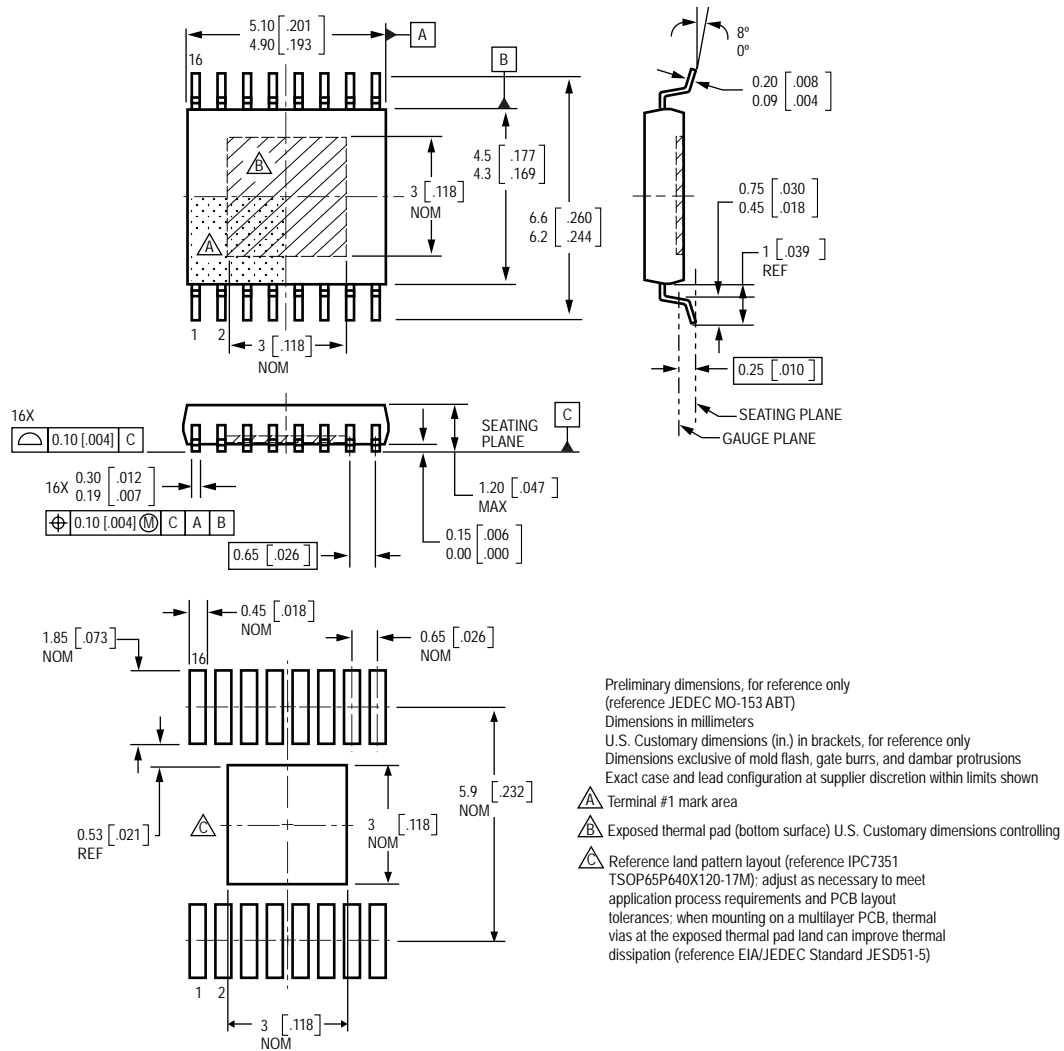 5.10 [.201]
4.90 [.193]
A
16
B
4.5 [.177]
4.3 [.169]
3 [.118]
NOM
6.6 [.260]
6.2 [.244]
B
A
1 2
3 [.118]
NOM
8º
0º
0.20 [.008]
0.09 [.004]
0.75 [.030]
0.45 [.018]
1 [.039]
REF
0.25 [.010]
SEATING PLANE
GAUGE PLANE
16X
0.10 [.004] C
SEATING
PLANE
C
16X 0.30 [.012]
0.19 [.007]
0.10 [.004] M C A B
1.20 [.047]
MAX
0.15 [.006]
0.00 [.000]
0.65 [.026]
0.45 [.018]
NOM
1.85 [.073]
NOM
16
0.65 [.026]
NOM
5.9 [.232]
NOM
0.53 [.021]
REF
C
3 [.118]
NOM
1 2
3 [.118]
NOM
Preliminary dimensions, for reference only
(reference JEDEC MO-153 ABT)
Dimensions in millimeters
U.S. Customary dimensions (in.) in brackets, for reference only
Dimensions exclusive of mold flash, gate burrs, and dambar protrusions
Exact case and lead configuration at supplier discretion within limits shown
A Terminal #1 mark area
B Exposed thermal pad (bottom surface) U.S. Customary dimensions controlling
C Reference land pattern layout (reference IPC7351
TSOP65P640X120-17M); adjust as necessary to meet
application process requirements and PCB layout
tolerances; when mounting on a multilayer PCB, thermal
vias at the exposed thermal pad land can improve thermal
dissipation (reference EIA/JEDEC Standard JESD51-5)